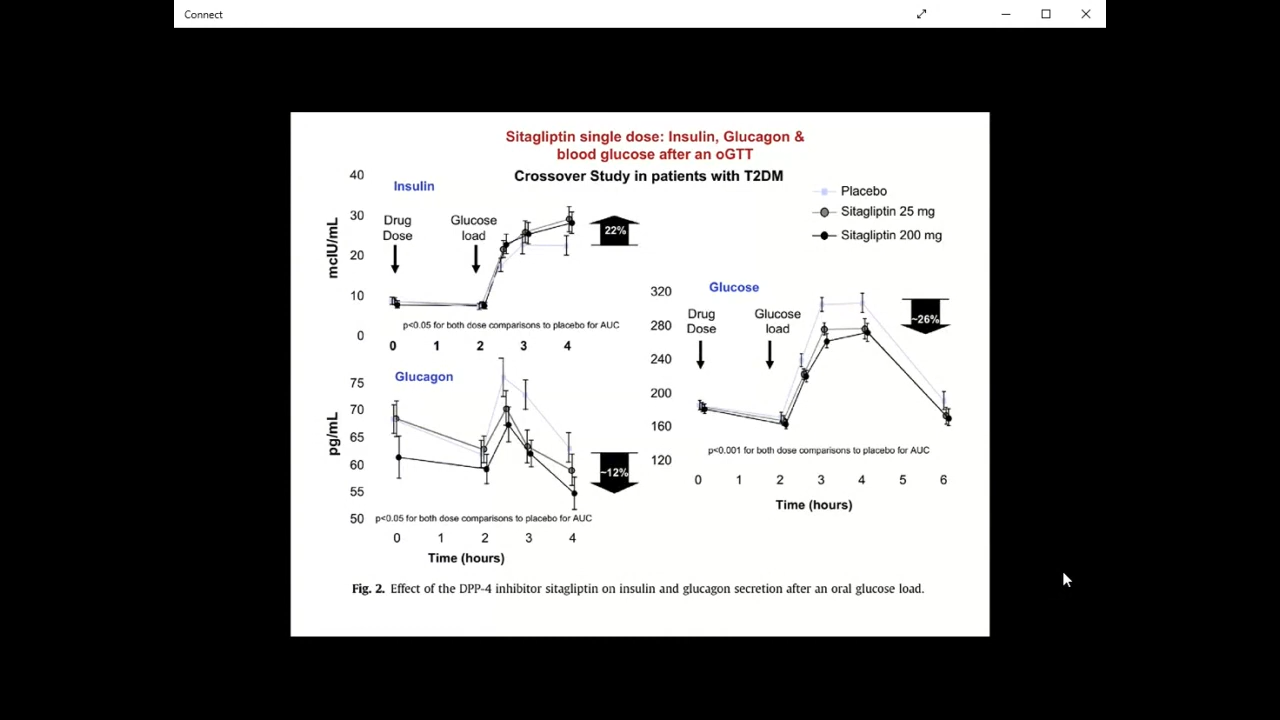 Connect
Sitagliptin single dose: Insulin, Glucagon &
blood glucose after an oGTT
Crossover Study in patients with T2DM
Placebo
Sitagliptin 25 mg
Sitagliptin 200 mg
Insulin
mcIU/mL
40
30
20
10
0
Drug
Dose
Glucose
load
22%
p<0.05 for both dose comparisons to placebo for AUC
0 1 2 3 4
Glucagon
pg/mL
75
70
65
60
55
50
~12%
p<0.05 for both dose comparisons to placebo for AUC
0 1 2 3 4
Time (hours)
Glucose
320
280
240
200
160
120
Drug
Dose
Glucose
load
~26%
p<0.001 for both dose comparisons to placebo for AUC
0 1 2 3 4 5 6
Time (hours)
Fig. 2. Effect of the DPP-4 inhibitor sitagliptin on insulin and glucagon secretion after an oral glucose load.